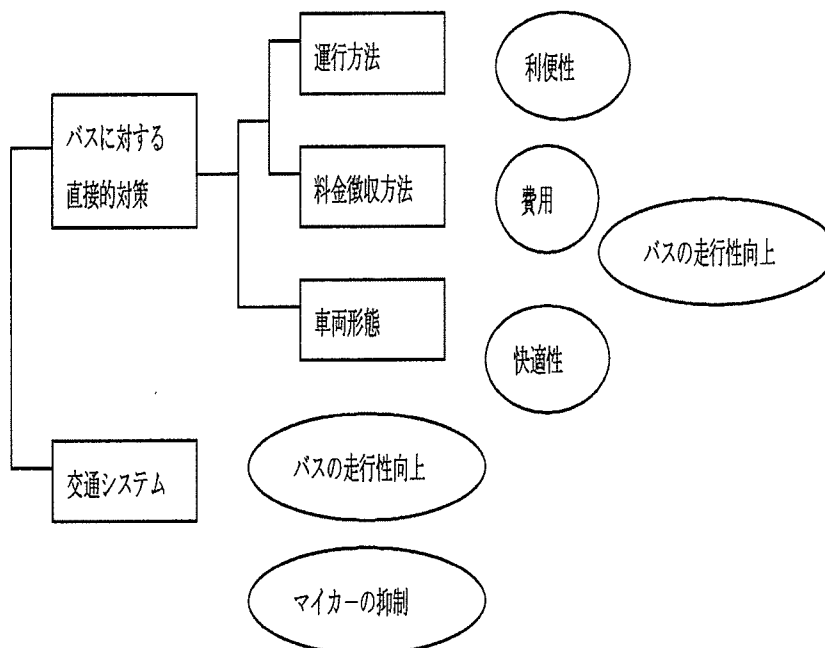 運行方法
利便性
バスに対する
直接的対策
料金徴収方法
費用
バスの走行性向上
車両形態
快適性
バスの走行性向上
交通システム
マイカーの抑制